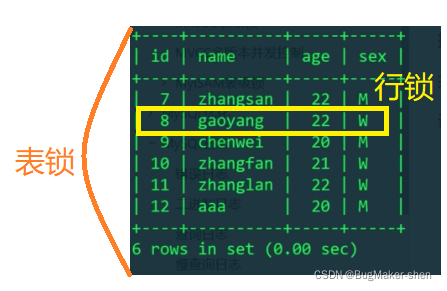 +----+----------+-----+-----+
| id | name | age | sex |
+----+----------+-----+-----+
| 7 | zhangsan | 22 | M |
| 8 | gaoyang | 22 | W |
| 9 | chenwei | 20 | M |
| 10 | zhangfan | 21 | W |
| 11 | zhanglan | 22 | W |
| 12 | aaa | 20 | M |
+----+----------+-----+-----+
6 rows in set (0.00 sec)
行锁
表锁
CSDN @BugMaker-shen